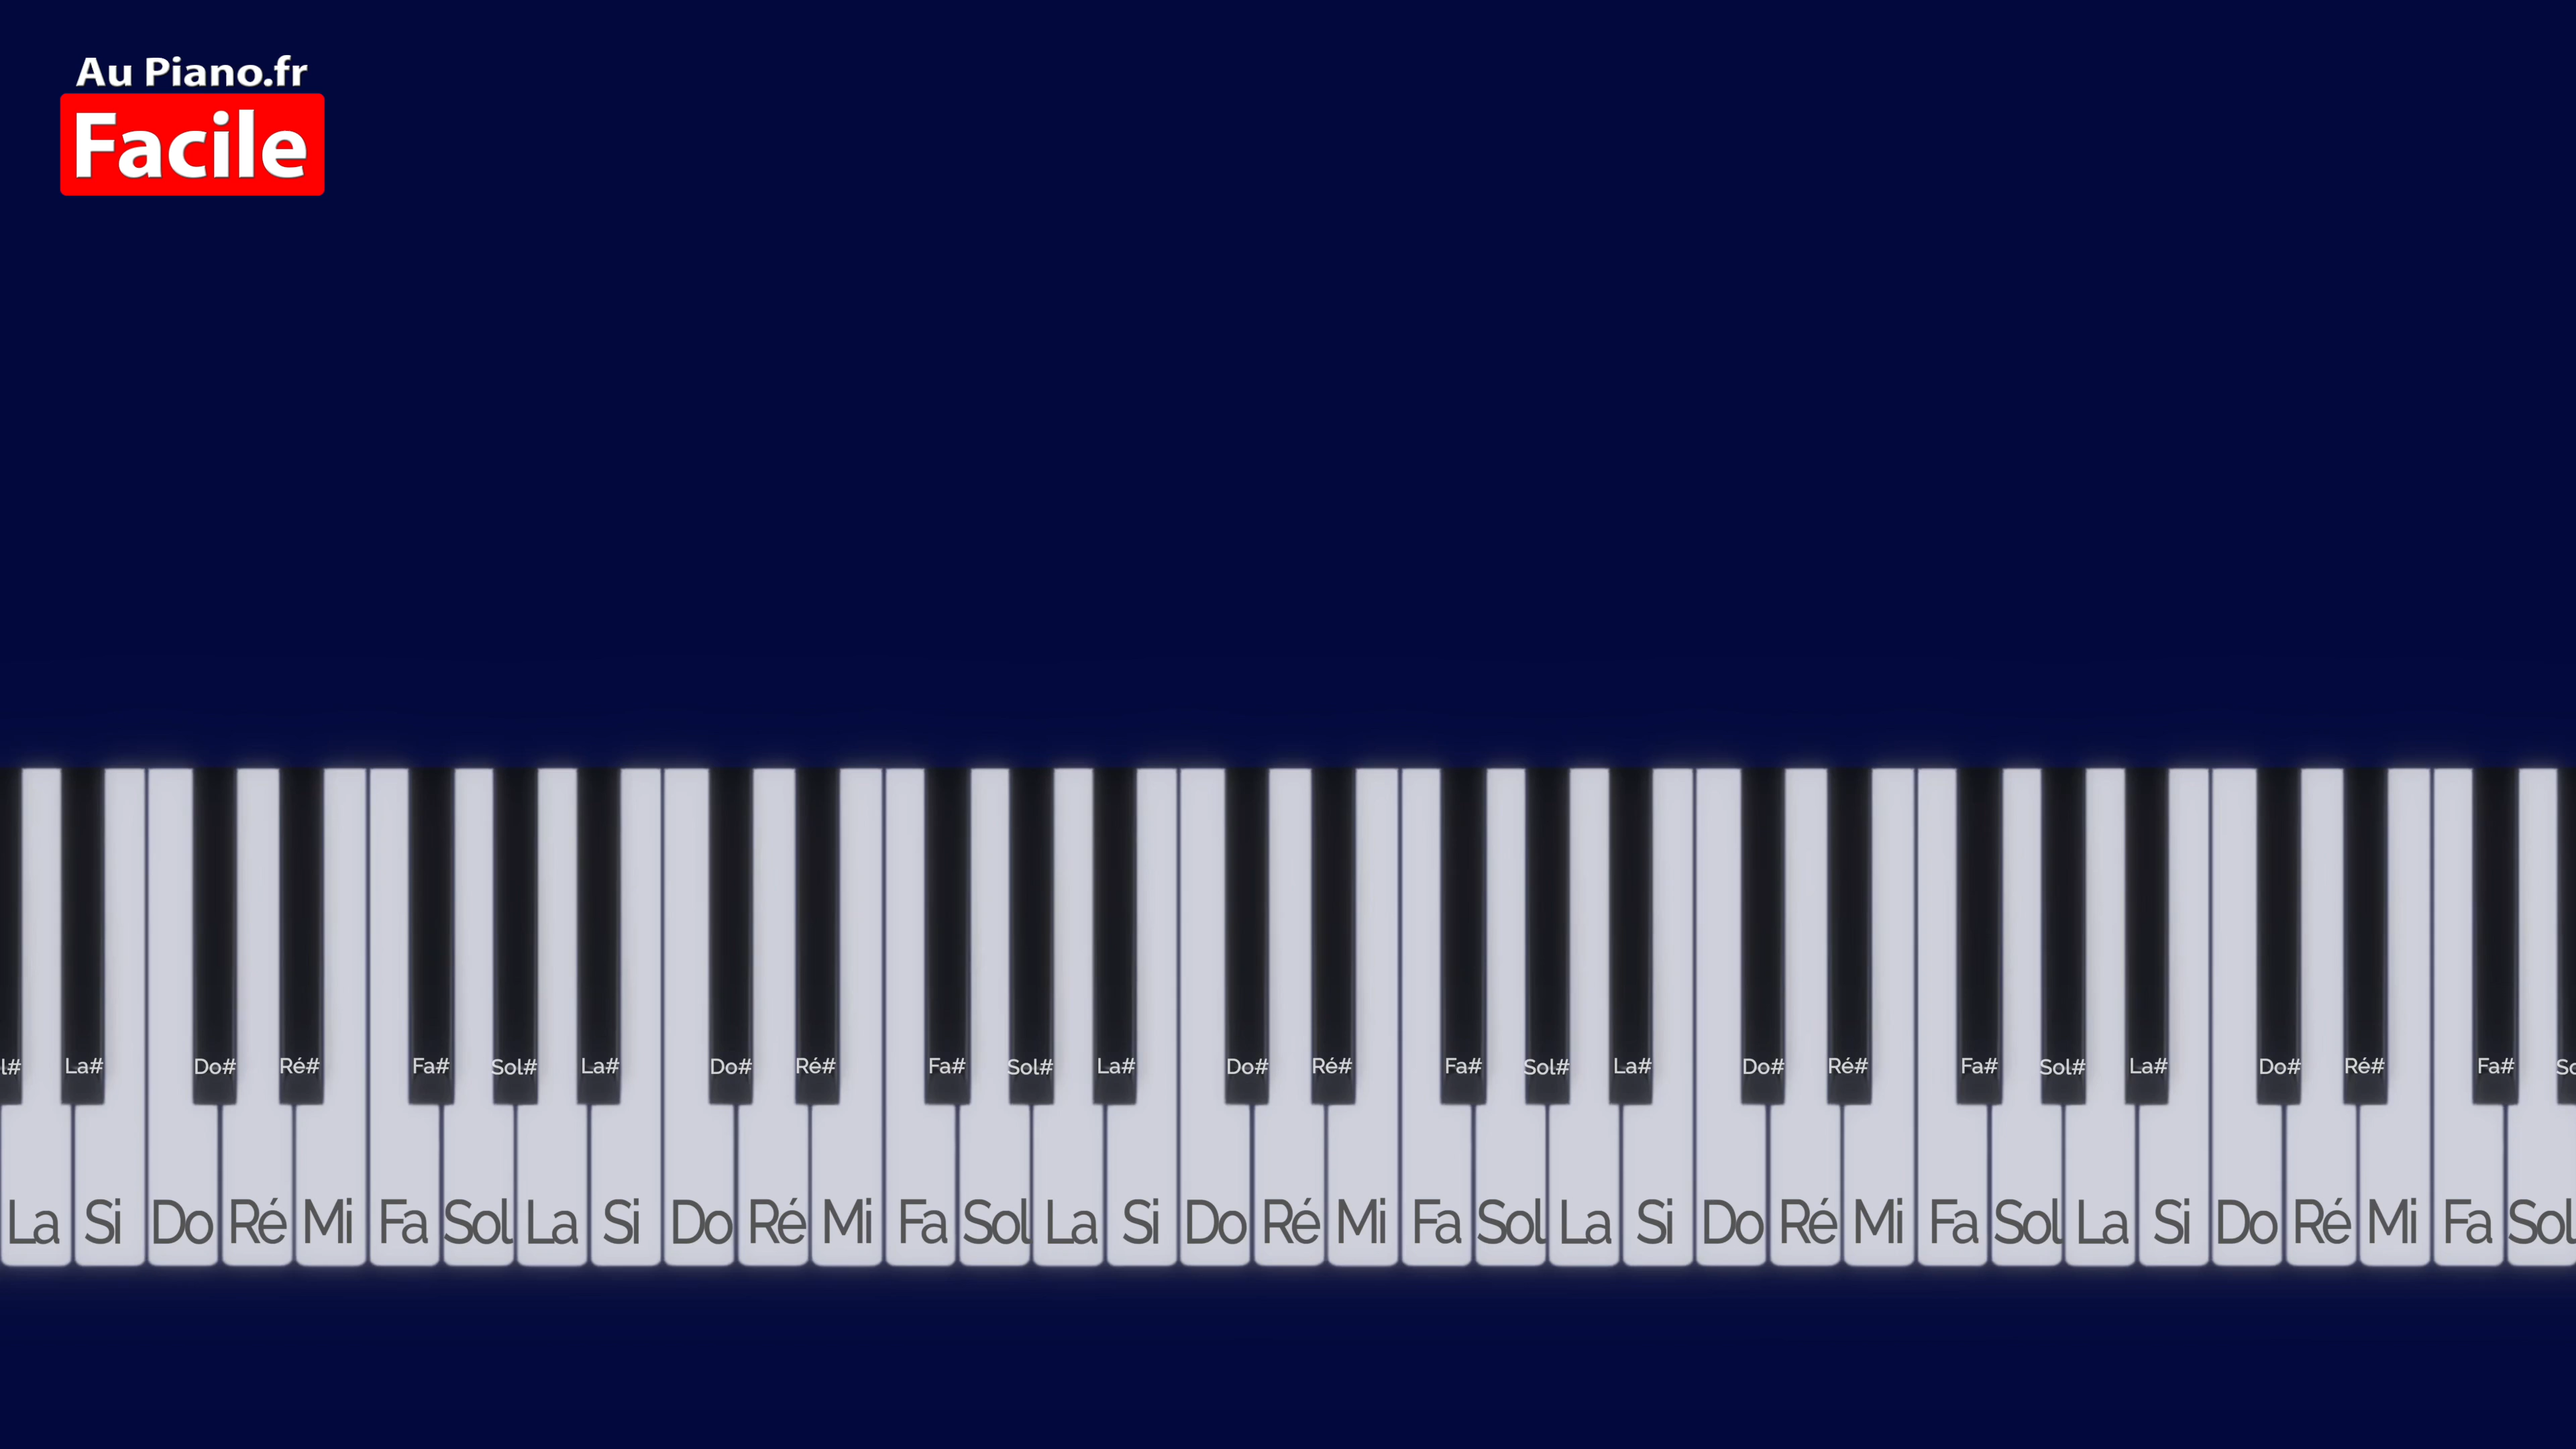 Au Piano.fr
Facile
l# La# Do# Ré# Fa# Sol# La# Do# Ré# Fa# Sol# La# Do# Ré# Fa# Sol# La# Do# Ré# Fa# Sol# La# Do# Ré# Fa# So
La Si Do Ré Mi Fa Sol La Si Do Ré Mi Fa Sol La Si Do Ré Mi Fa Sol La Si Do Ré Mi Fa Sol La Si Do Ré Mi Fa Sol